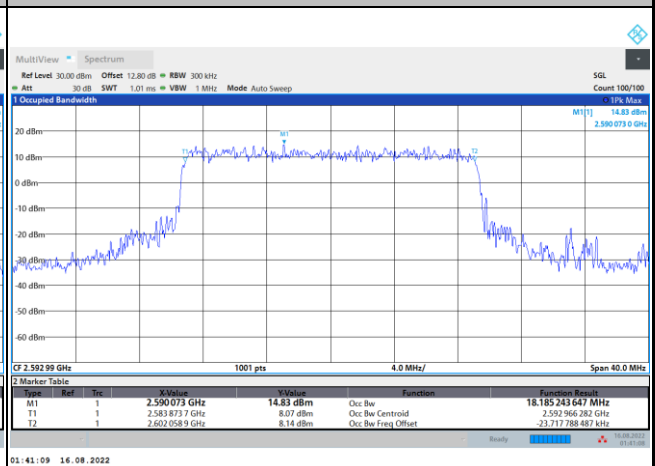 MultiView Spectrum
Ref Level 30.00 dBm Offset 12.80 dB RBW 300 kHz SGL
Att 30 dB SWT 1.01 ms VBW 1 MHz Mode Auto Sweep Count 100/100
1 Occupied Bandwidth 1Pk Max
M1[1] 14.83 dBm
2.590 073 0 GHz
20 dBm
M1
T1 T2
10 dBm
0 dBm
-10 dBm
-20 dBm
-30 dBm
-40 dBm
-50 dBm
-60 dBm
CF 2.592 99 GHz 1001 pts 4.0 MHz/ Span 40.0 MHz
2 Marker Table
Type Ref Trc X-Value Y-Value Function Function Result
M1 1 2.590073 GHz 14.83 dBm Occ Bw 18.185 243 647 MHz
T1 1 2.583 873 7 GHz 8.07 dBm Occ Bw Centroid 2.592 966 282 GHz
T2 1 2.602 058 9 GHz 8.14 dBm Occ Bw Freq Offset -23.717 788 487 kHz
Ready 16.08.2022
01:41:08
01:41:09 16.08.2022